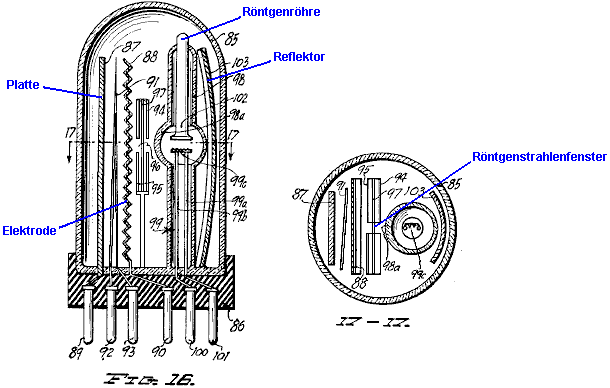 Röntgenröhre
85
87
88
91
97
94
103
98
Reflektor
Platte
102
98a
17
17
96
95
99c
99a
99b
99
Elektrode
86
89
92
93
90
100
101
FIG. 16.
Röntgenstrahlenfenster
95
94
97
103
85
87
91
88
98a
99c
17-17.